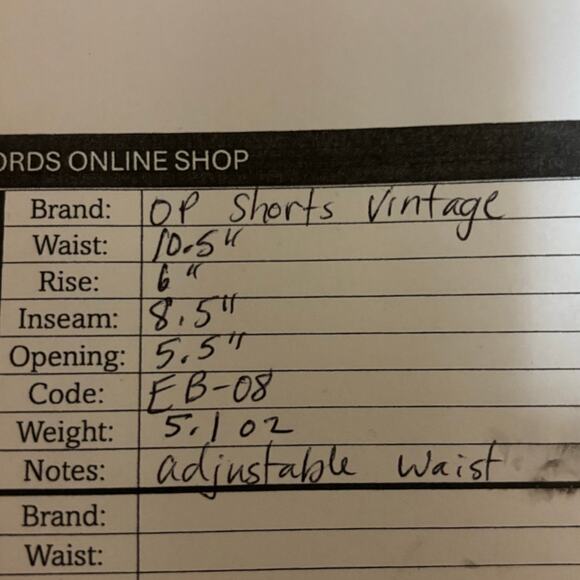 ORDS ONLINE SHOP
Brand: OP Shorts Vintage
Waist: 10.5"
Rise: 6"
Inseam: 8.5"
Opening: 5.5"
Code: EB-08
Weight: 5.1 oz
Notes: adjustable waist
Brand:
Waist: